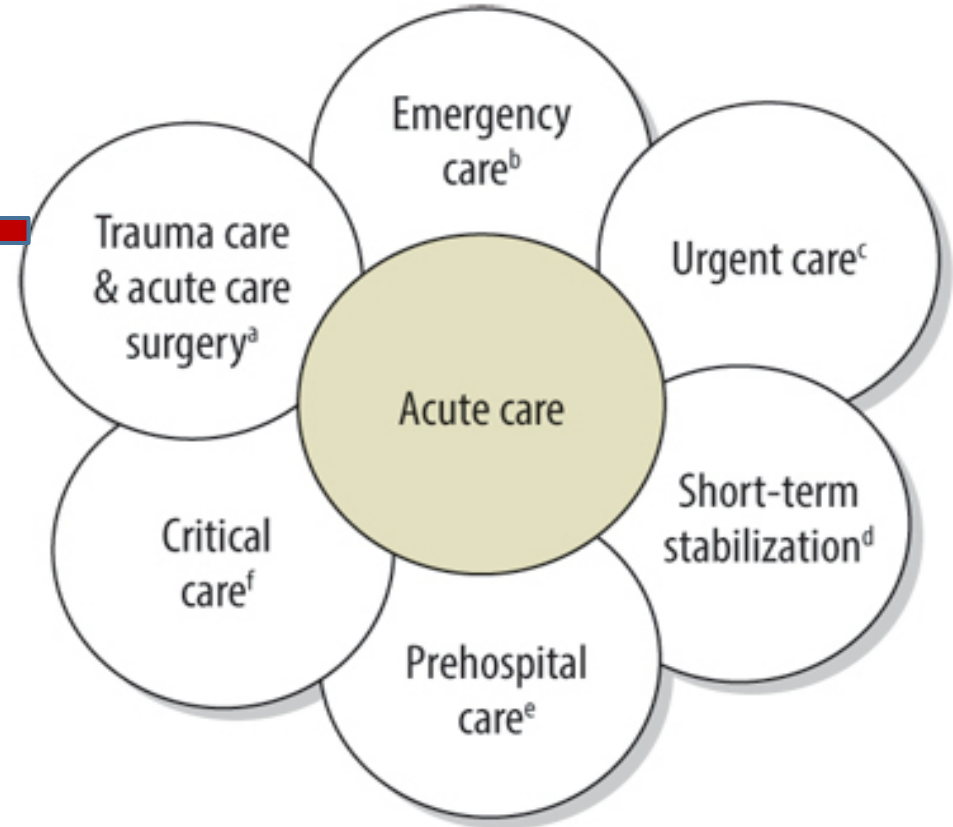 Emergency
care^b
Trauma care
& acute care
surgery^a
Urgent care^c
Acute care
Short-term
stabilization^d
Critical
care^f
Prehospital
care^e